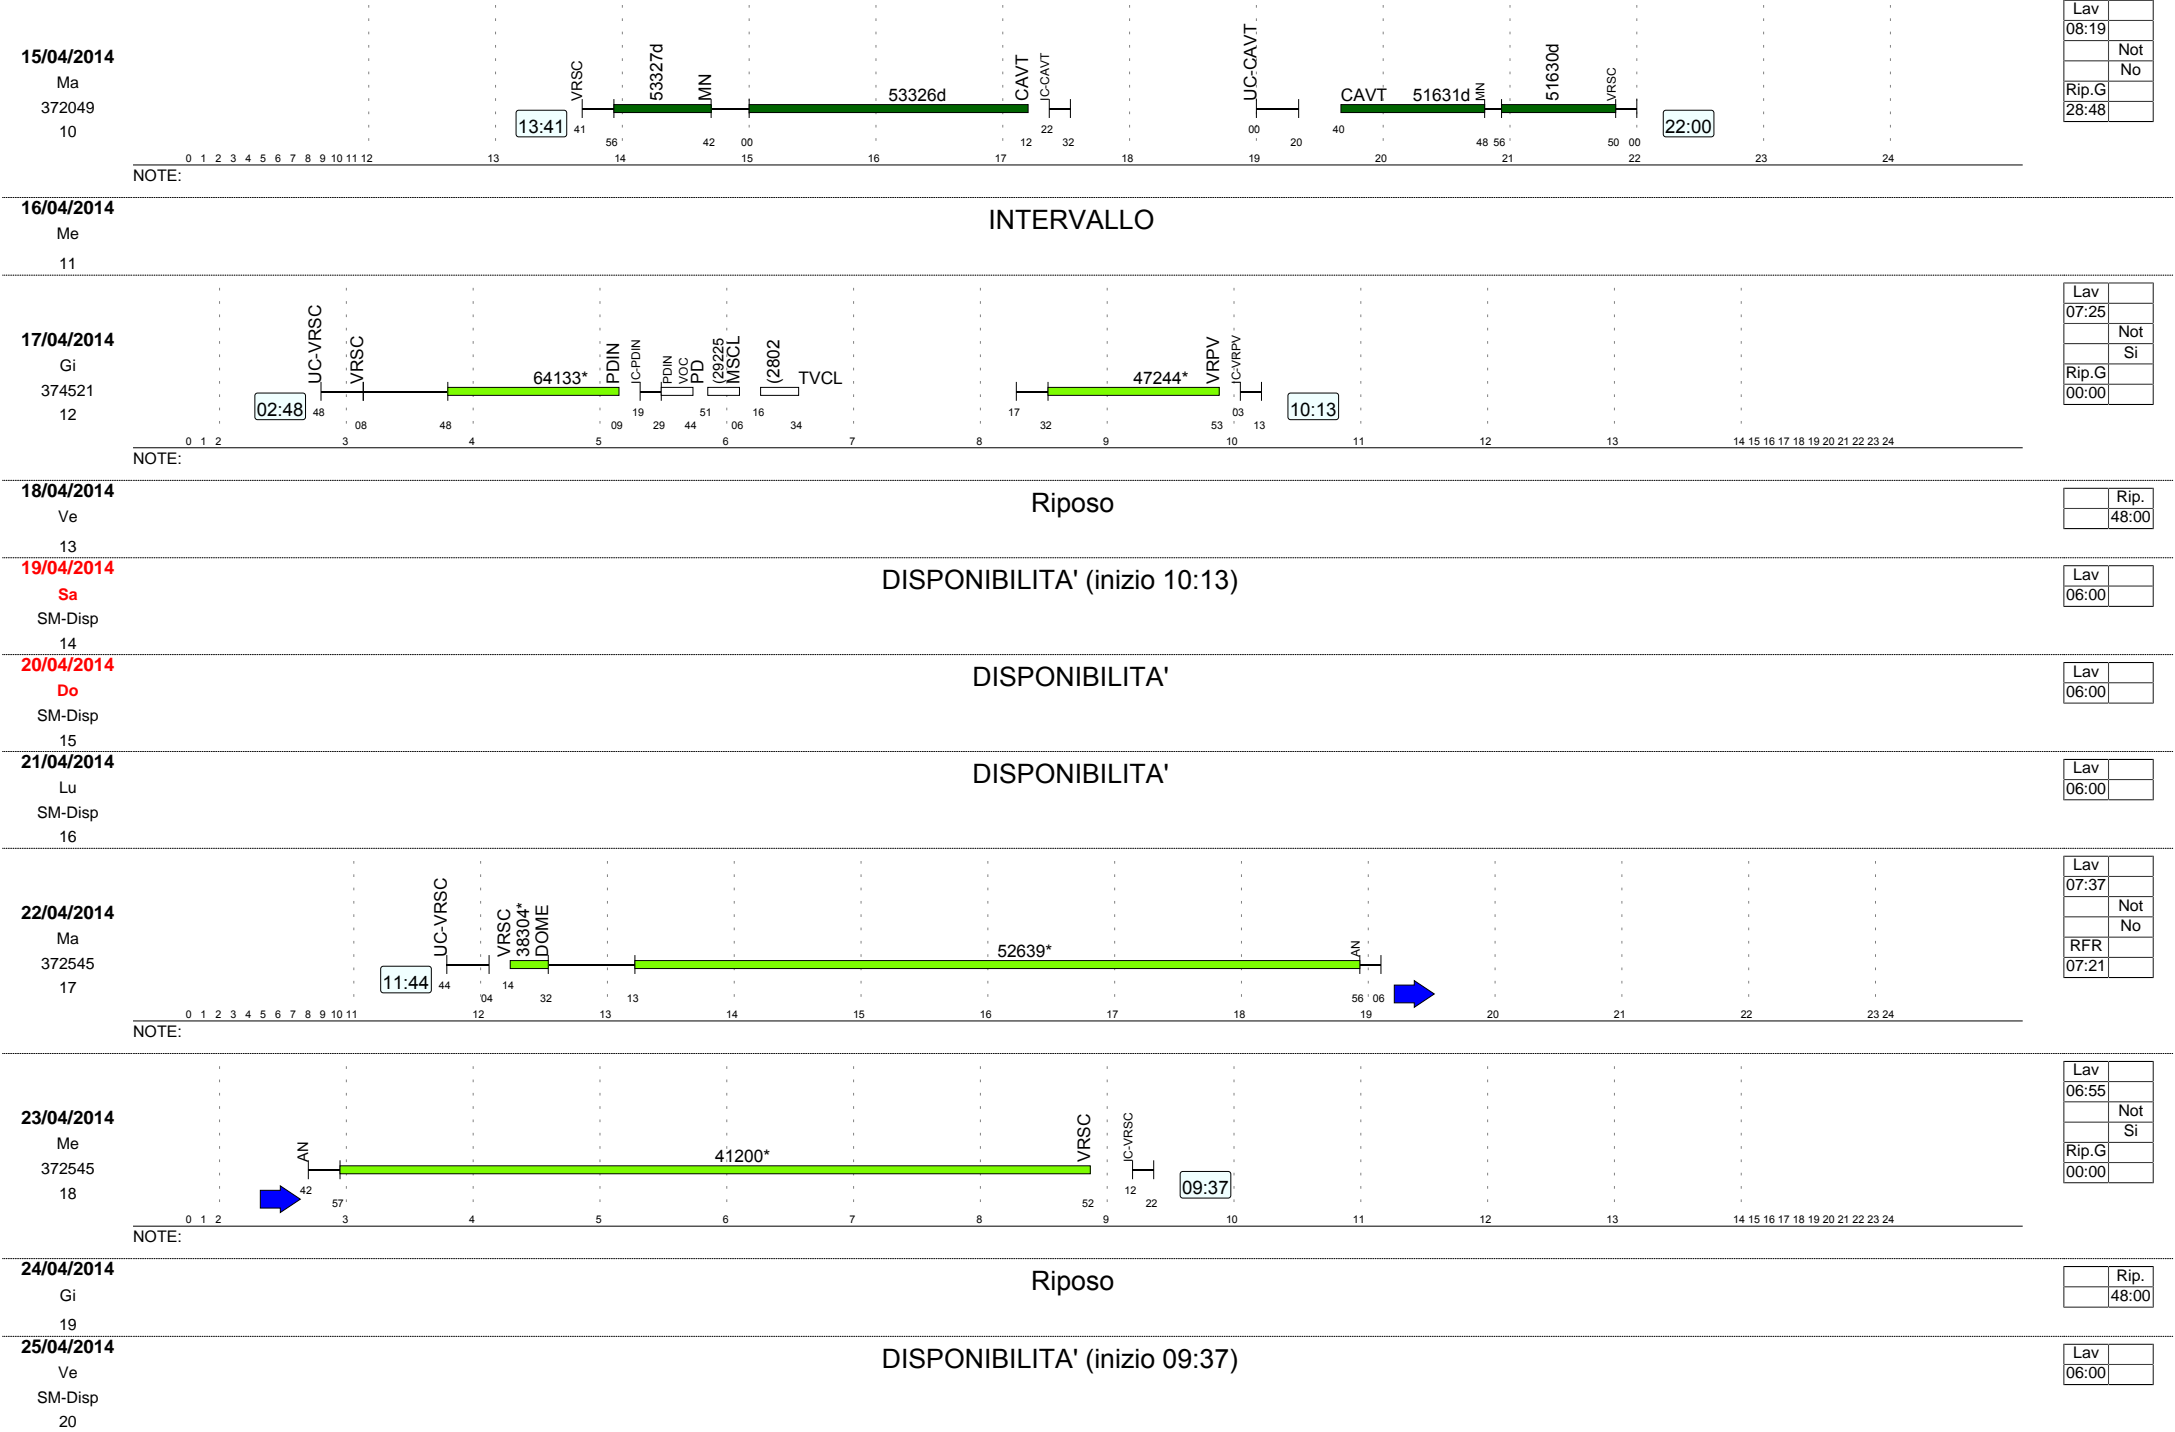 15/04/2014
Ma
372049
10
13:41
VRSC
53327d
MN
53326d
CAVT
IC-CAVT
UC-CAVT
CAVT
51631d
MN
51630d
VRSC
22:00
41
56
42
00
12
22
32
00
20
40
48
56
50
00
0 1 2 3 4 5 6 7 8 9 10 11 12 13 14 15 16 17 18 19 20 21 22 23 24
NOTE:
Lav
08:19
Not
No
Rip.G
28:48
16/04/2014
Me
11
INTERVALLO
17/04/2014
Gi
374521
12
02:48
UC-VRSC
VRSC
64133*
PDIN
IC-PDIN
PDIN
VOC
PD
(29225
MSCL
(2802
TVCL
47244*
VRPV
IC-VRPV
10:13
48
08
48
09
19
29
44
51
06
16
34
17
32
53
03
13
0 1 2 3 4 5 6 7 8 9 10 11 12 13 14 15 16 17 18 19 20 21 22 23 24
NOTE:
Lav
07:25
Not
Si
Rip.G
00:00
18/04/2014
Ve
13
Riposo
Rip.
48:00
19/04/2014
Sa
SM-Disp
14
DISPONIBILITA' (inizio 10:13)
Lav
06:00
20/04/2014
Do
SM-Disp
15
DISPONIBILITA'
Lav
06:00
21/04/2014
Lu
SM-Disp
16
DISPONIBILITA'
Lav
06:00
22/04/2014
Ma
372545
17
11:44
UC-VRSC
VRSC
38304*
DOME
52639*
AN
44
04
14
32
13
56
06
0 1 2 3 4 5 6 7 8 9 10 11 12 13 14 15 16 17 18 19 20 21 22 23 24
NOTE:
Lav
07:37
Not
No
RFR
07:21
23/04/2014
Me
372545
18
AN
41200*
VRSC
IC-VRSC
09:37
42
57
52
12
22
0 1 2 3 4 5 6 7 8 9 10 11 12 13 14 15 16 17 18 19 20 21 22 23 24
NOTE:
Lav
06:55
Not
Si
Rip.G
00:00
24/04/2014
Gi
19
Riposo
Rip.
48:00
25/04/2014
Ve
SM-Disp
20
DISPONIBILITA' (inizio 09:37)
Lav
06:00